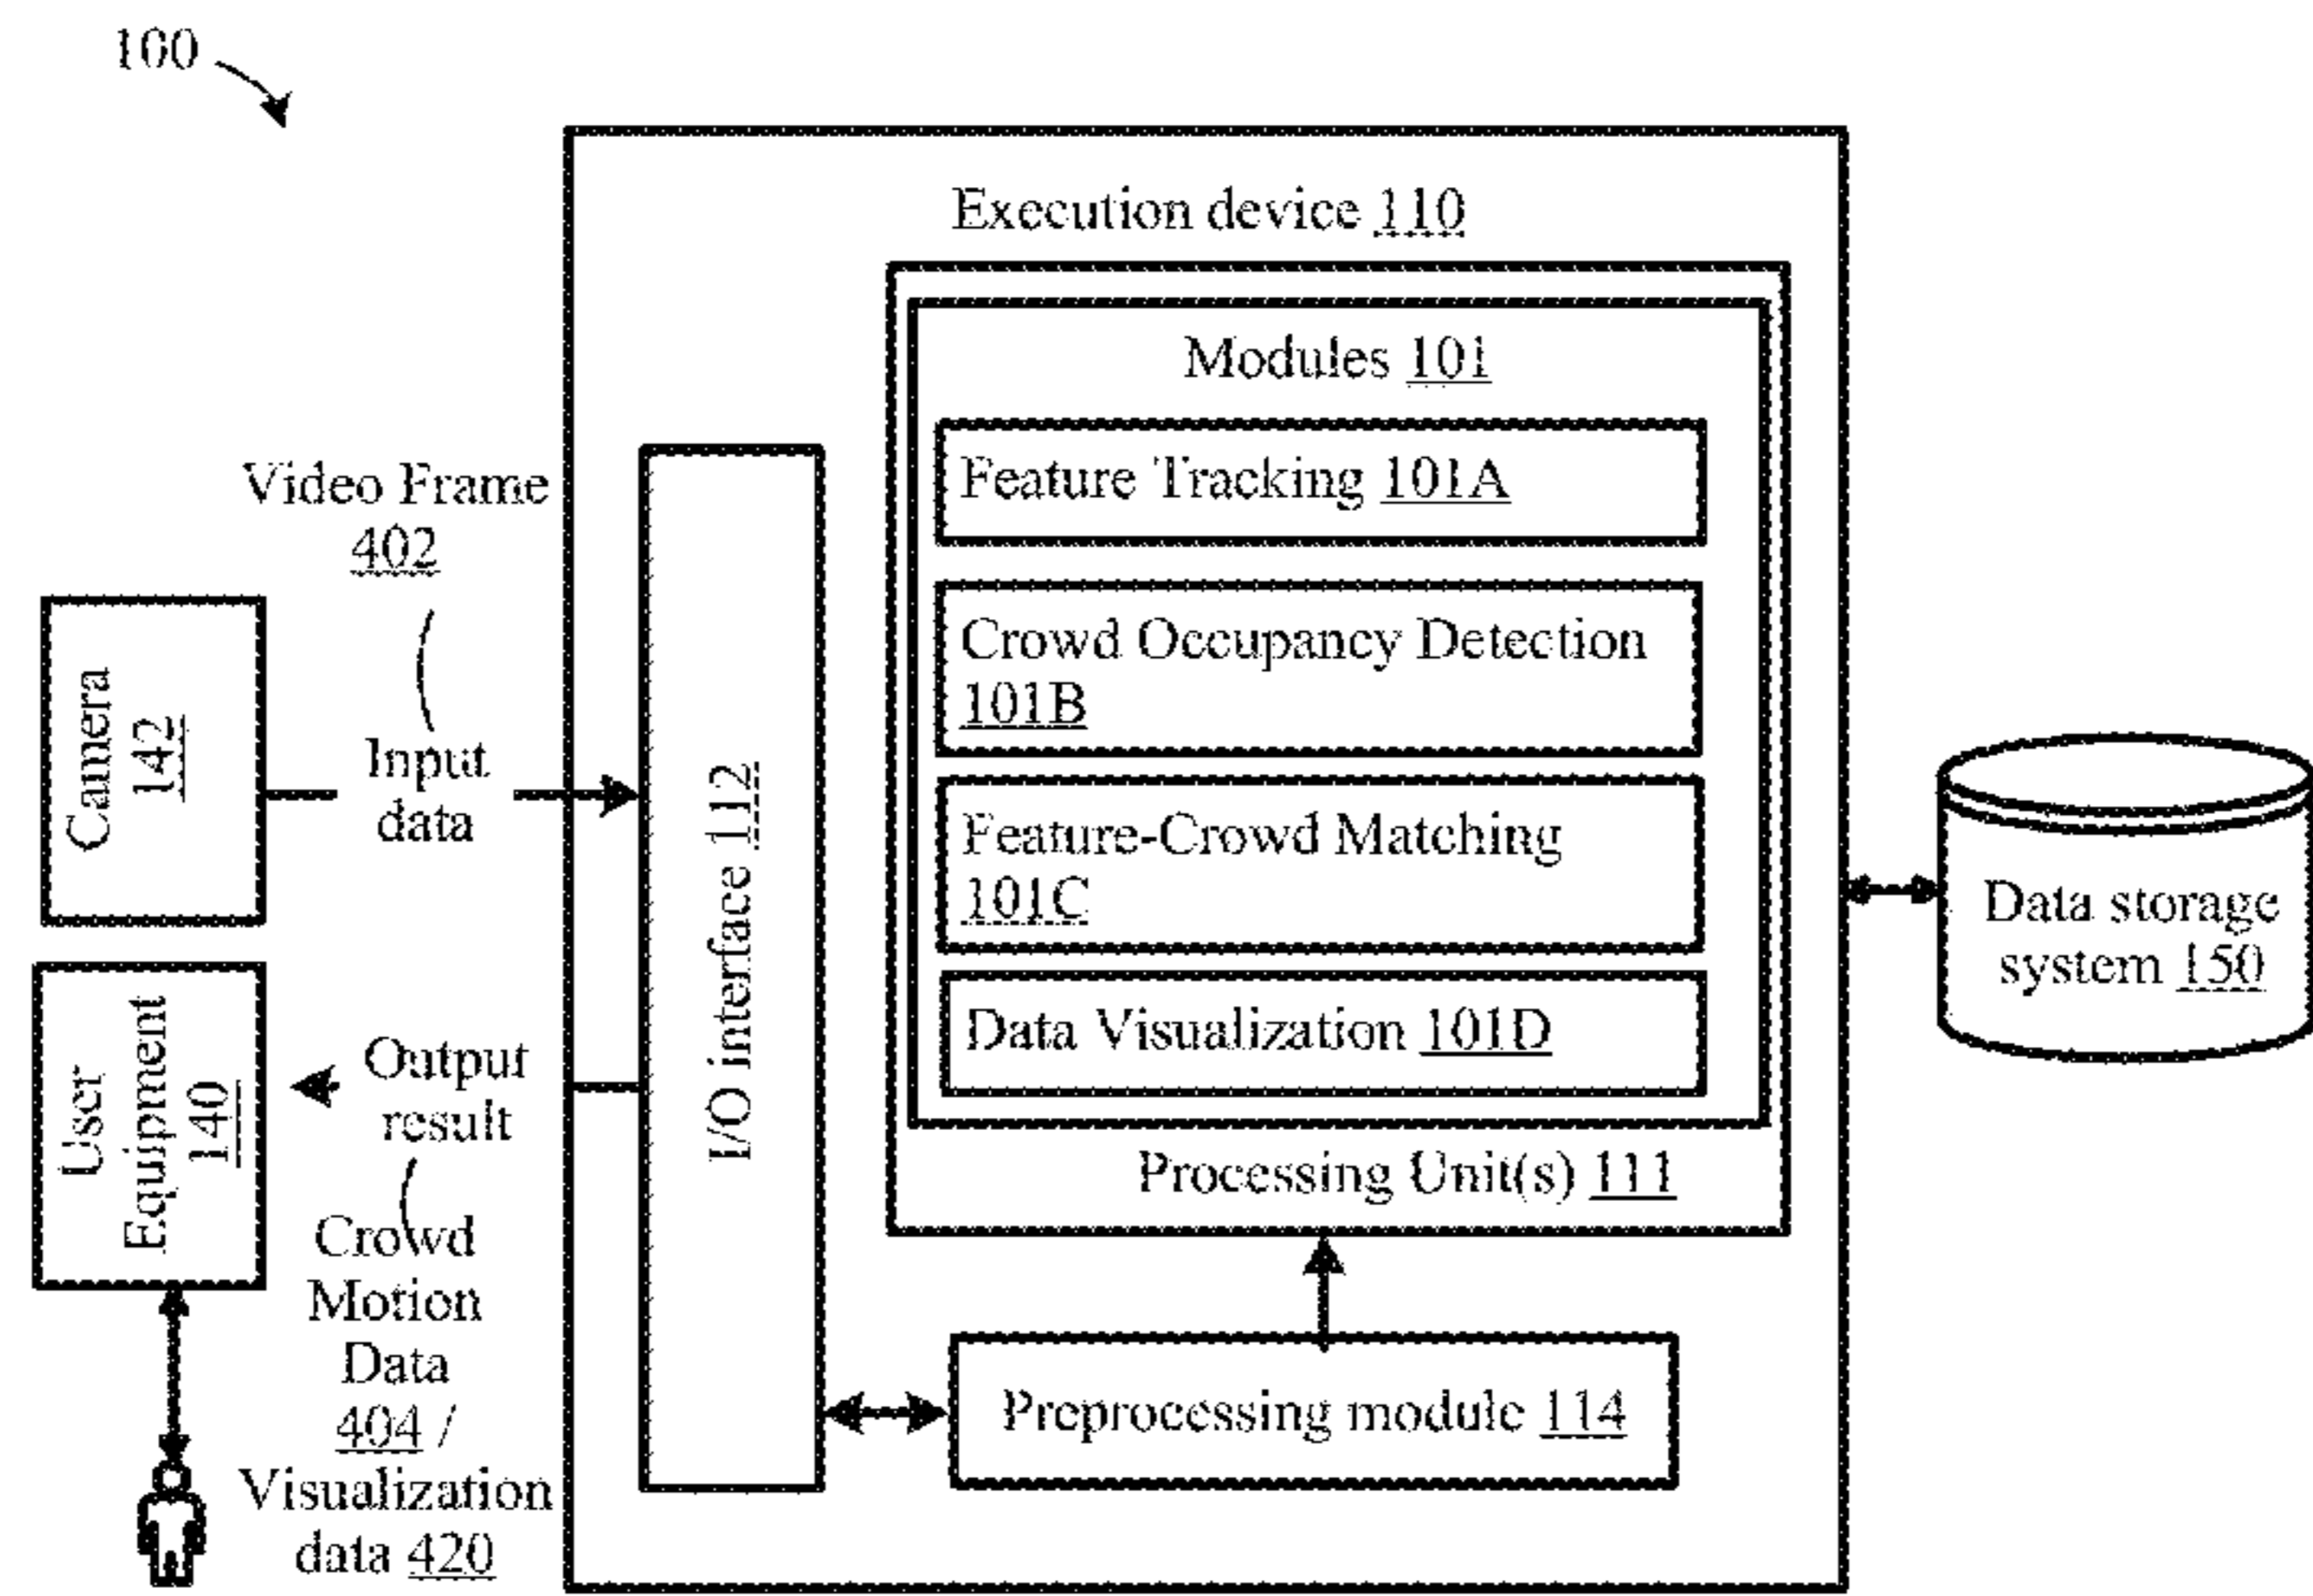 100
Execution device 110
Modules 101
Feature Tracking 101A
Crowd Occupancy Detection
101B
Feature-Crowd Matching
101C
Data Visualization 101D
Processing Unit(s) 111
Preprocessing module 114
I/O interface 112
Video Frame
402
Input
data
Camera
142
User
Equipment
140
Output
result
Crowd
Motion
Data
404 /
Visualization
data 420
Data storage
system 150